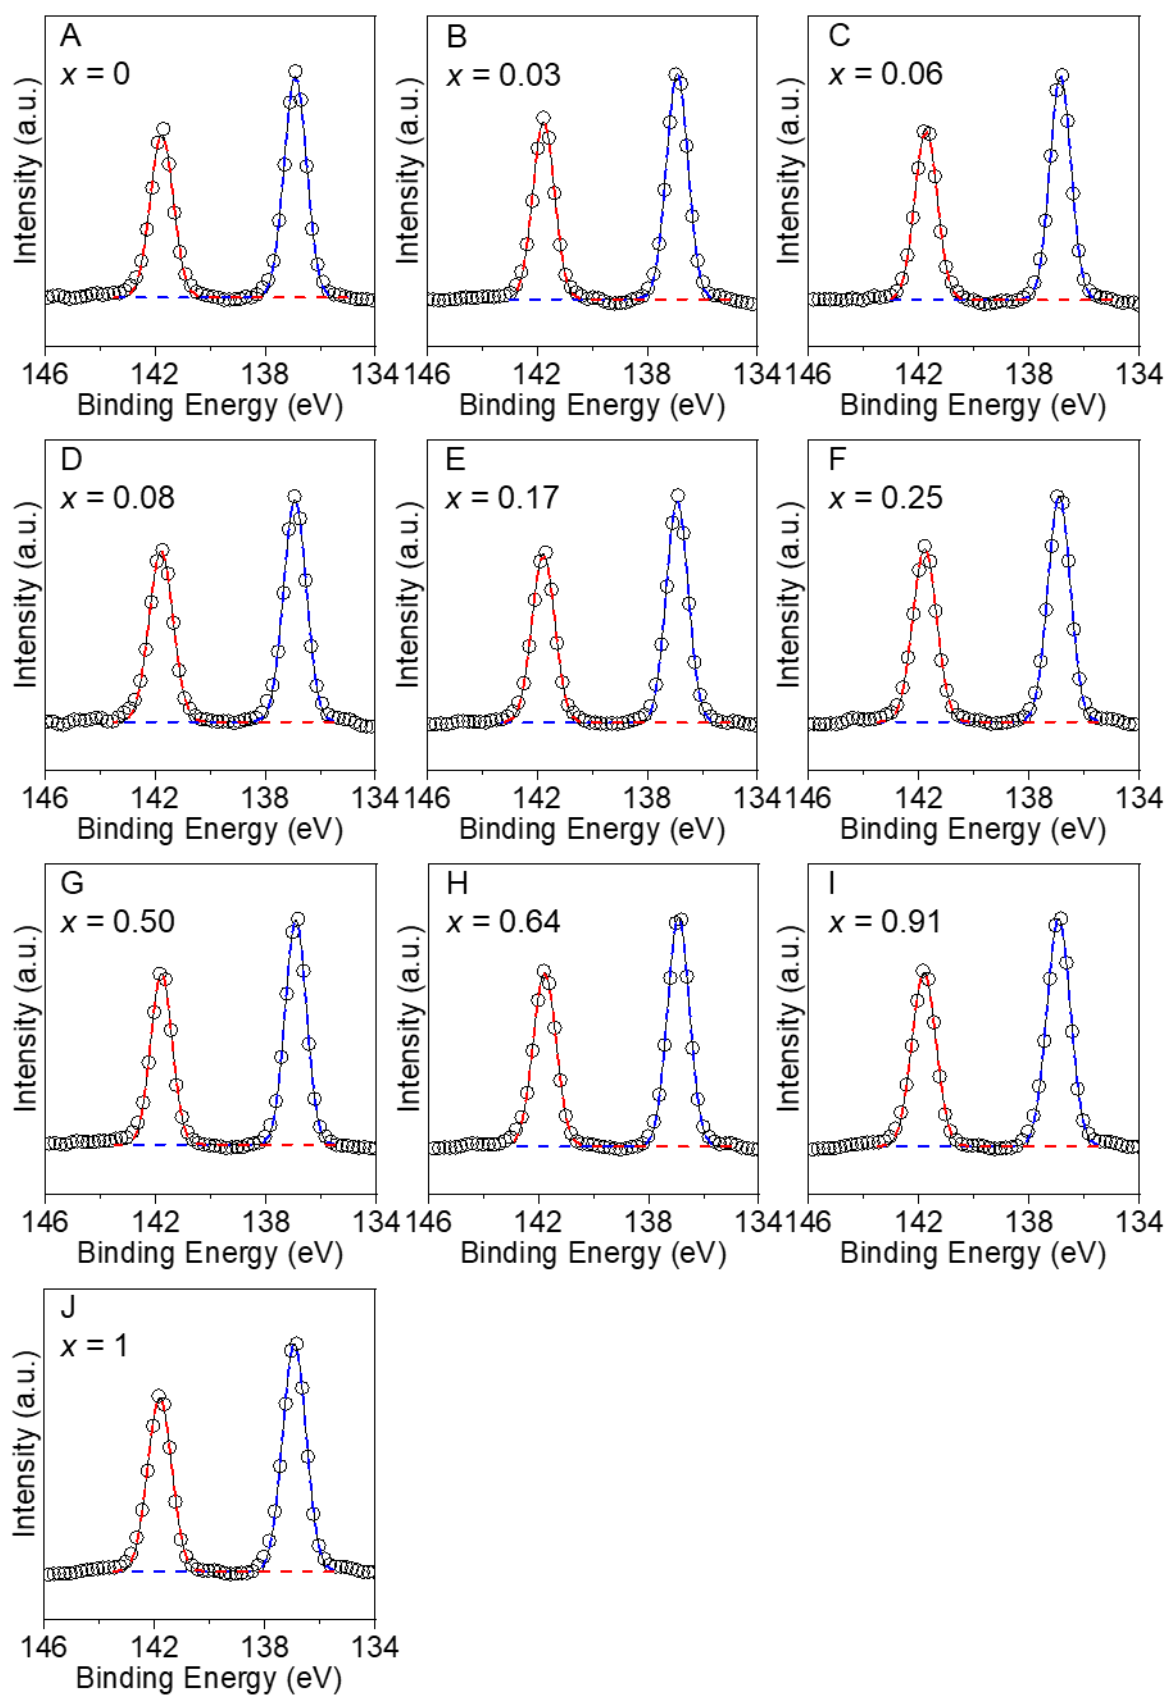 A
x = 0
Intensity (a.u.)
146 142 138 134
Binding Energy (eV)
B
x = 0.03
Intensity (a.u.)
146 142 138 134
Binding Energy (eV)
C
x = 0.06
Intensity (a.u.)
146 142 138 134
Binding Energy (eV)
D
x = 0.08
Intensity (a.u.)
146 142 138 134
Binding Energy (eV)
E
x = 0.17
Intensity (a.u.)
146 142 138 134
Binding Energy (eV)
F
x = 0.25
Intensity (a.u.)
146 142 138 134
Binding Energy (eV)
G
x = 0.50
Intensity (a.u.)
146 142 138 134
Binding Energy (eV)
H
x = 0.64
Intensity (a.u.)
146 142 138 134
Binding Energy (eV)
I
x = 0.91
Intensity (a.u.)
146 142 138 134
Binding Energy (eV)
J
x = 1
Intensity (a.u.)
146 142 138 134
Binding Energy (eV)